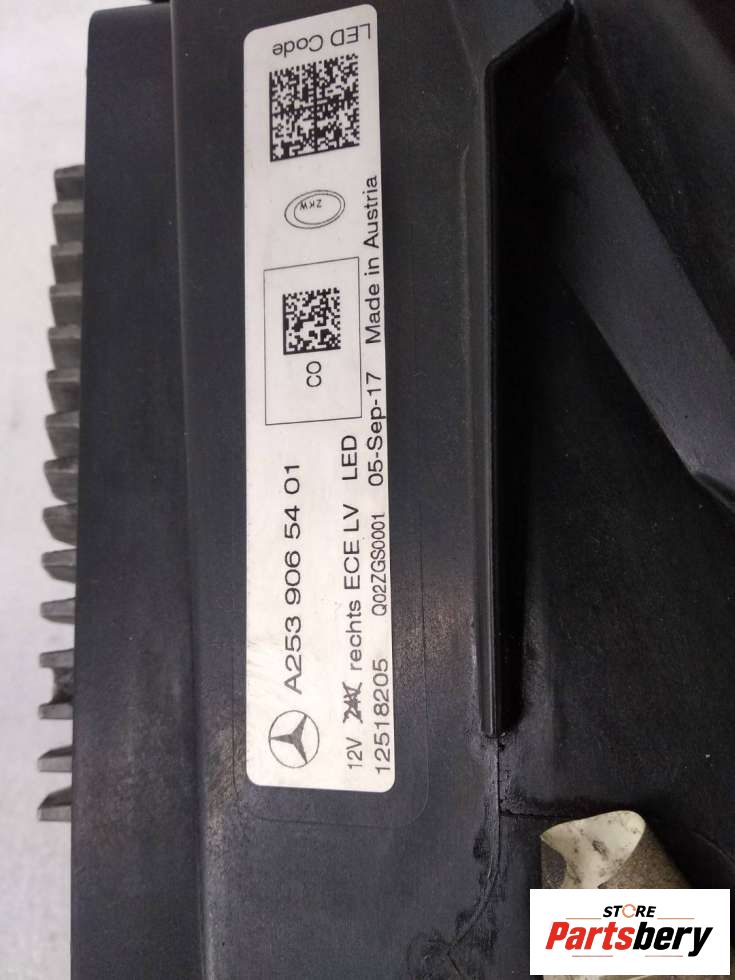 LED Code
ZKW
CO
A253 906 54 01
12V 24V rechts ECE LV LED
12518205 Q02ZGS0001 05-Sep-17 Made in Austria
STORE
Partsbery